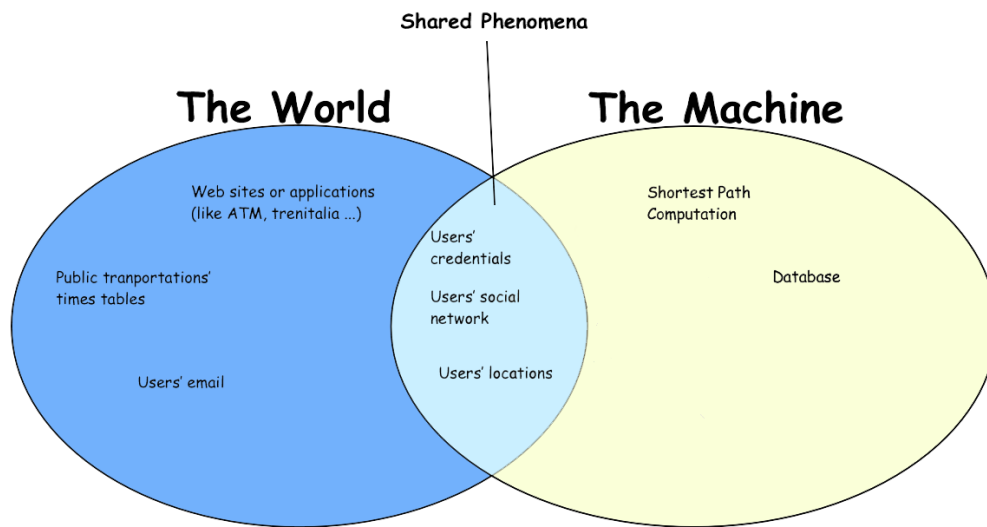 Shared Phenomena
The World
The Machine
Web sites or applications
(like ATM, trenitalia ...)
Public tranportations'
times tables
Users' email
Users'
credentials
Users' social
network
Users' locations
Shortest Path
Computation
Database